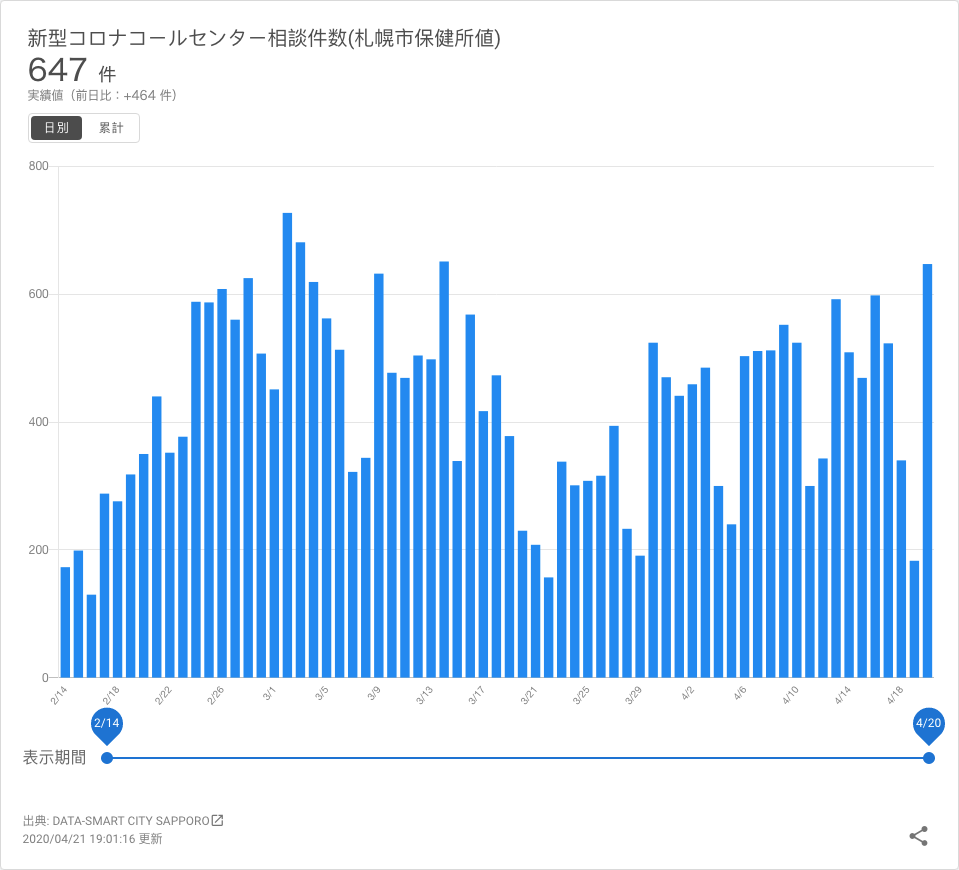 新型コロナコールセンター相談件数(札幌市保健所値)
647 件
実績値（前日比：+464 件）
日別 累計
800
600
400
200
0
2/14 2/18 2/22 2/26 3/1 3/5 3/9 3/13 3/17 3/21 3/25 3/29 4/2 4/6 4/10 4/14 4/18
2/14 4/20
表示期間
出典: DATA-SMART CITY SAPPORO
2020/04/21 19:01:16 更新